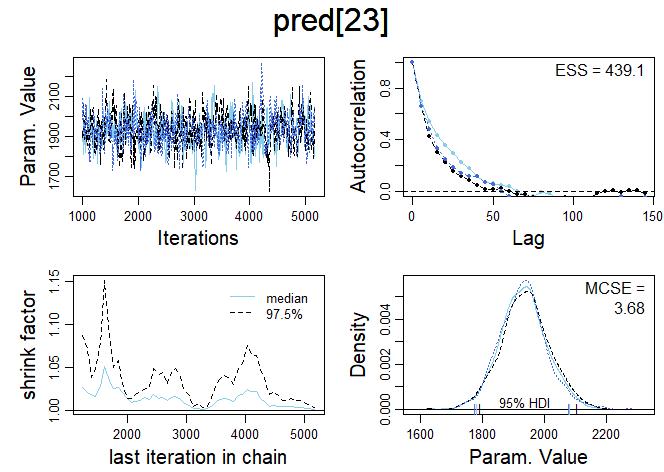 pred[23]
Param. Value
1700 1900 2100
1000 2000 3000 4000 5000
Iterations
Autocorrelation
0.0 0.4 0.8
ESS = 439.1
0 50 100 150
Lag
shrink factor
1.00 1.05 1.10 1.15
median
97.5%
2000 3000 4000 5000
last iteration in chain
Density
0.000 0.002 0.004
MCSE =
3.68
95% HDI
1600 1800 2000 2200
Param. Value